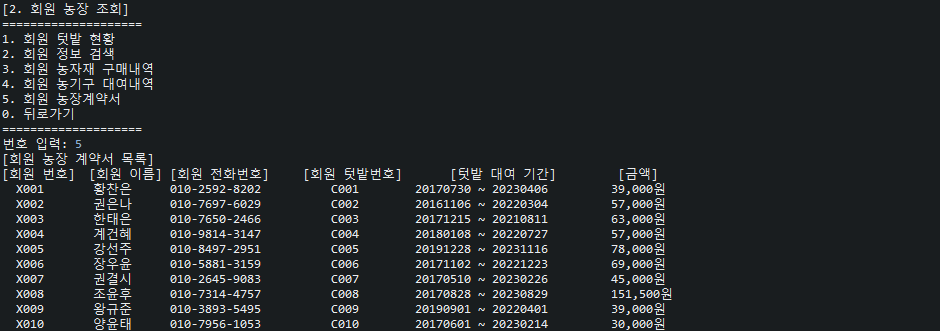 [2. 회원 농장 조회]
====================
1. 회원 텃밭 현황
2. 회원 정보 검색
3. 회원 농자재 구매내역
4. 회원 농기구 대여내역
5. 회원 농장계약서
0. 뒤로가기
====================
번호 입력: 5
[회원 농장 계약서 목록]
[회원 번호] [회원 이름] [회원 전화번호] [회원 텃밭번호] [텃밭 대여 기간] [금액]
X001 황찬은 010-2592-8202 C001 20170730 ~ 20230406 39,000원
X002 권은나 010-7697-6029 C002 20161106 ~ 20220304 57,000원
X003 한태은 010-7650-2466 C003 20171215 ~ 20210811 63,000원
X004 계건혜 010-9814-3147 C004 20180108 ~ 20220727 57,000원
X005 강선주 010-8497-2951 C005 20191228 ~ 20231116 78,000원
X006 장우윤 010-5881-3159 C006 20171102 ~ 20221223 69,000원
X007 권결시 010-2645-9083 C007 20170510 ~ 20230226 45,000원
X008 조윤후 010-7314-4757 C008 20170828 ~ 20230829 151,500원
X009 왕규준 010-3893-5495 C009 20190901 ~ 20220401 39,000원
X010 양윤태 010-7956-1053 C010 20170601 ~ 20230214 30,000원